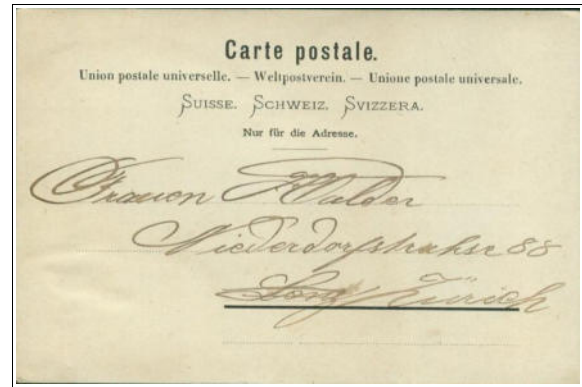 Carte postale.
Union postale universelle. — Weltpostverein. — Unione postale universale.
SUISSE. SCHWEIZ. SVIZZERA.
Nur für die Adresse.
Frauen Walder
Niederdorfstrahse 88
Zürich